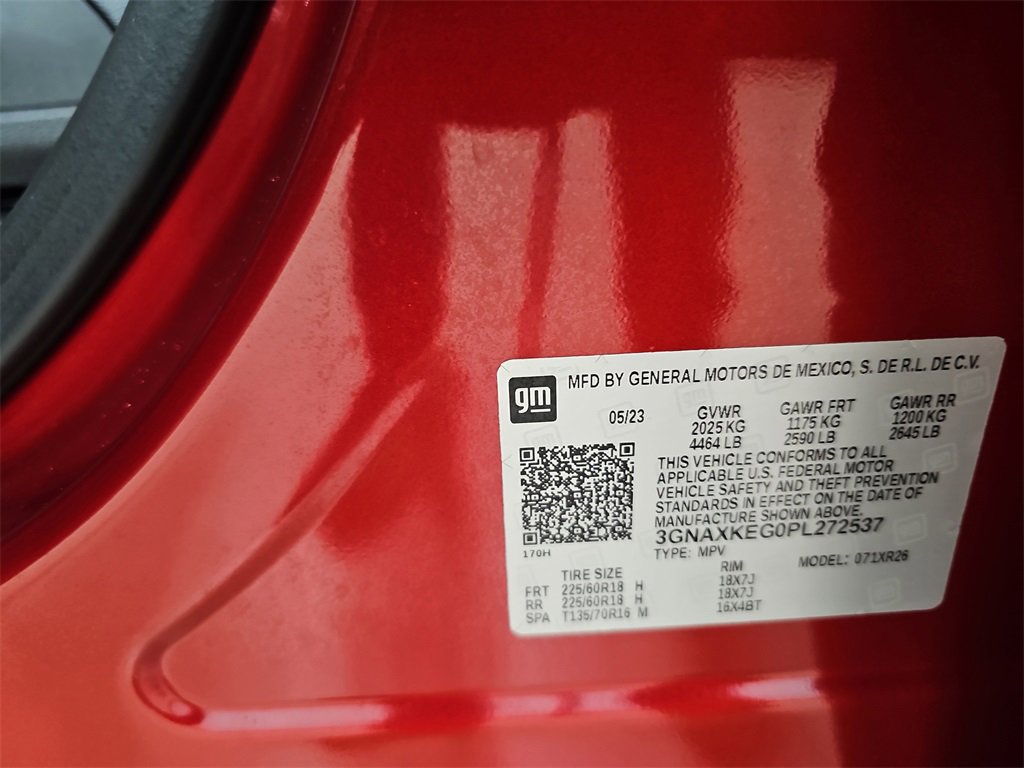 gm
MFD BY GENERAL MOTORS DE MEXICO, S. DE R.L. DE C.V.
05/23 GVWR GAWR FRT GAWR RR
2025 KG 1175 KG 1200 KG
4464 LB 2590 LB 2645 LB
THIS VEHICLE CONFORMS TO ALL
APPLICABLE U.S. FEDERAL MOTOR
VEHICLE SAFETY AND THEFT PREVENTION
STANDARDS IN EFFECT ON THE DATE OF
MANUFACTURE SHOWN ABOVE.
3GNAXKEG0PL272537
170H
TYPE: MPV MODEL: 071XR26
TIRE SIZE RIM
FRT 225/60R18 H 18X7J
RR 225/60R18 H 18X7J
SPA T135/70R16 M 16X4BT